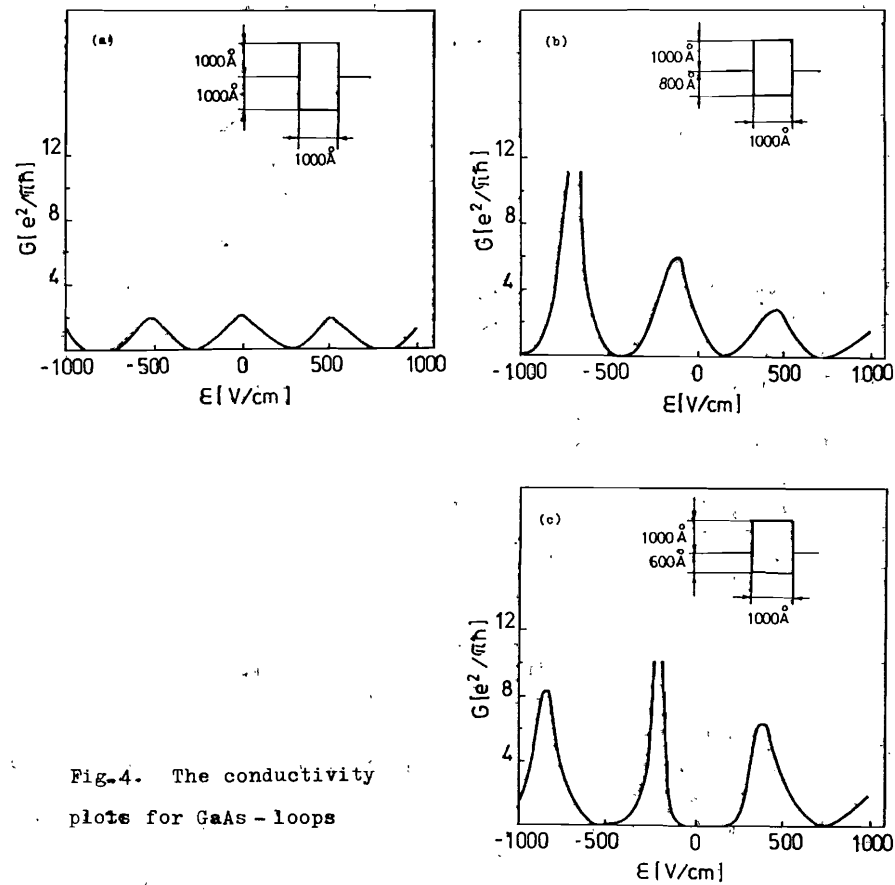 (a)
1000Å
1000Å
1000Å
G[e²/πħ]
12
8
4
-1000 -500 0 500 1000
ε[V/cm]
(b)
1000Å
800Å
1000Å
G[e²/πħ]
12
8
4
-1000 -500 0 500 1000
ε[V/cm]
(c)
1000Å
600Å
1000Å
G[e²/πħ]
12
8
4
-1000 -500 0 500 1000
ε[V/cm]
Fig.4. The conductivity
plots for GaAs - loops